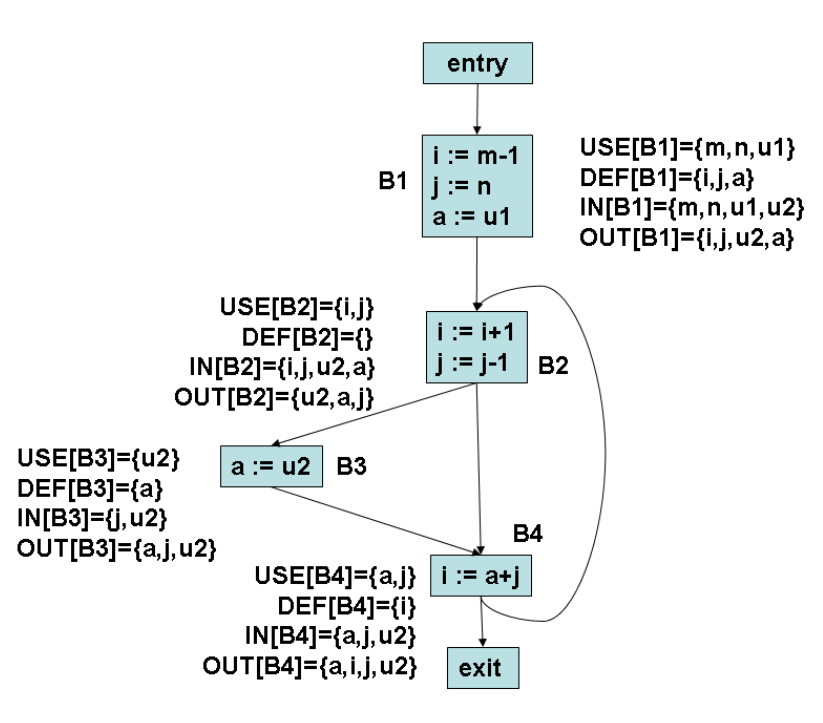 entry
B1
i := m-1
j := n
a := u1
USE[B1]={m,n,u1}
DEF[B1]={i,j,a}
IN[B1]={m,n,u1,u2}
OUT[B1]={i,j,u2,a}
USE[B2]={i,j}
DEF[B2]={}
IN[B2]={i,j,u2,a}
OUT[B2]={u2,a,j}
i := i+1
j := j-1
B2
USE[B3]={u2}
DEF[B3]={a}
IN[B3]={j,u2}
OUT[B3]={a,j,u2}
a := u2
B3
B4
USE[B4]={a,j}
DEF[B4]={i}
IN[B4]={a,j,u2}
OUT[B4]={a,i,j,u2}
i := a+j
exit